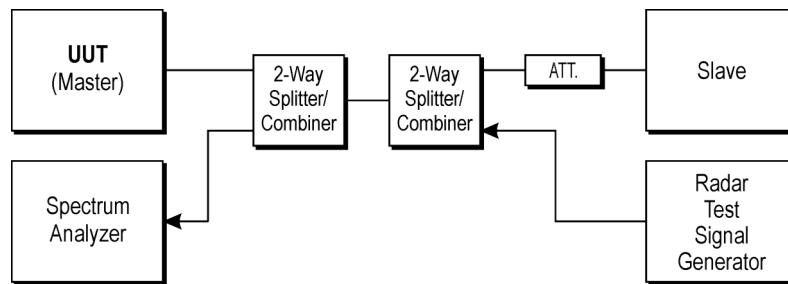 UUT
(Master)
2-Way
Splitter/
Combiner
2-Way
Splitter/
Combiner
ATT.
Slave
Spectrum
Analyzer
Radar
Test
Signal
Generator